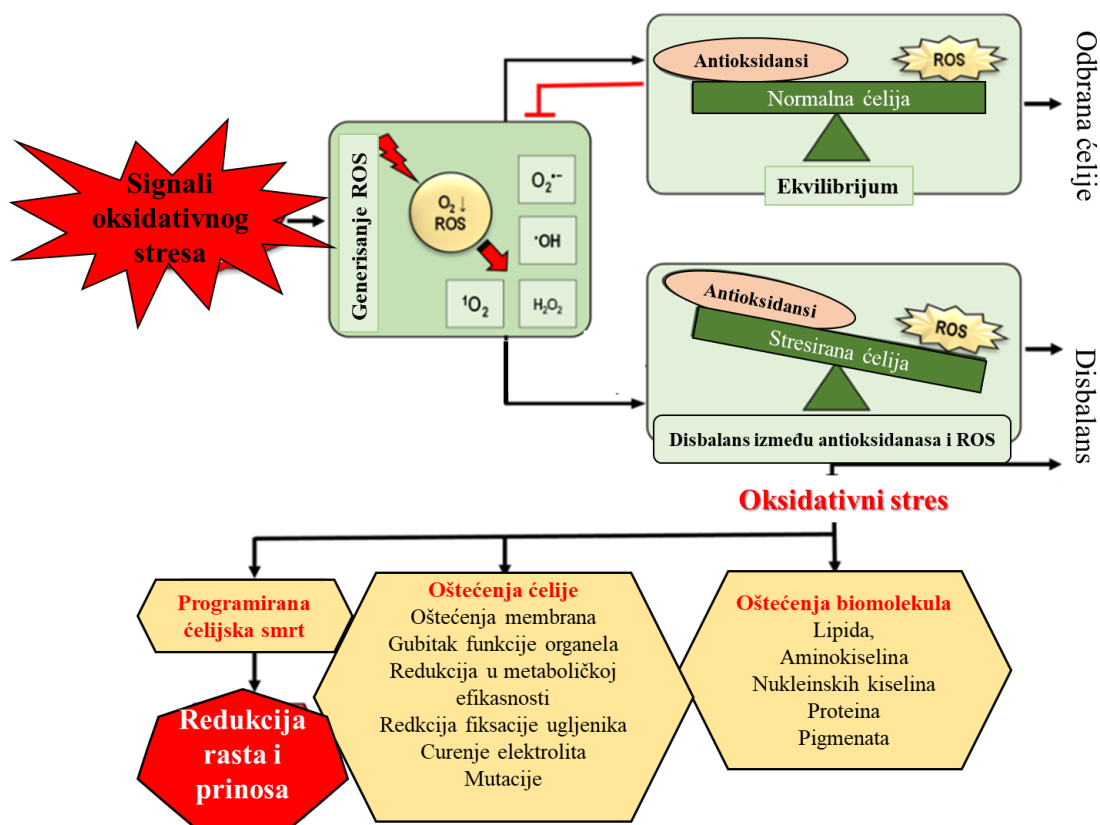 Signali
oksidativnog
stresa
Generisanje ROS
O₂ ↓
ROS
O₂•−
•OH
¹O₂
H₂O₂
Antioksidansi
ROS
Normalna ćelija
Ekvilibrijum
Odbrana ćelije
Antioksidansi
ROS
Stresirana ćelija
Disbalans između antioksidanasa i ROS
Disbalans
Oksidativni stres
Programirana
ćelijska smrt
Redukcija
rasta i
prinosa
Oštećenja ćelije
Oštećenja membrana
Gubitak funkcije organela
Redukcija u metaboličkoj
efikasnosti
Redkcija fiksacije ugljenika
Curenje elektrolita
Mutacije
Oštećenja biomolekula
Lipida,
Aminokiselina
Nukleinskih kiselina
Proteina
Pigmenata